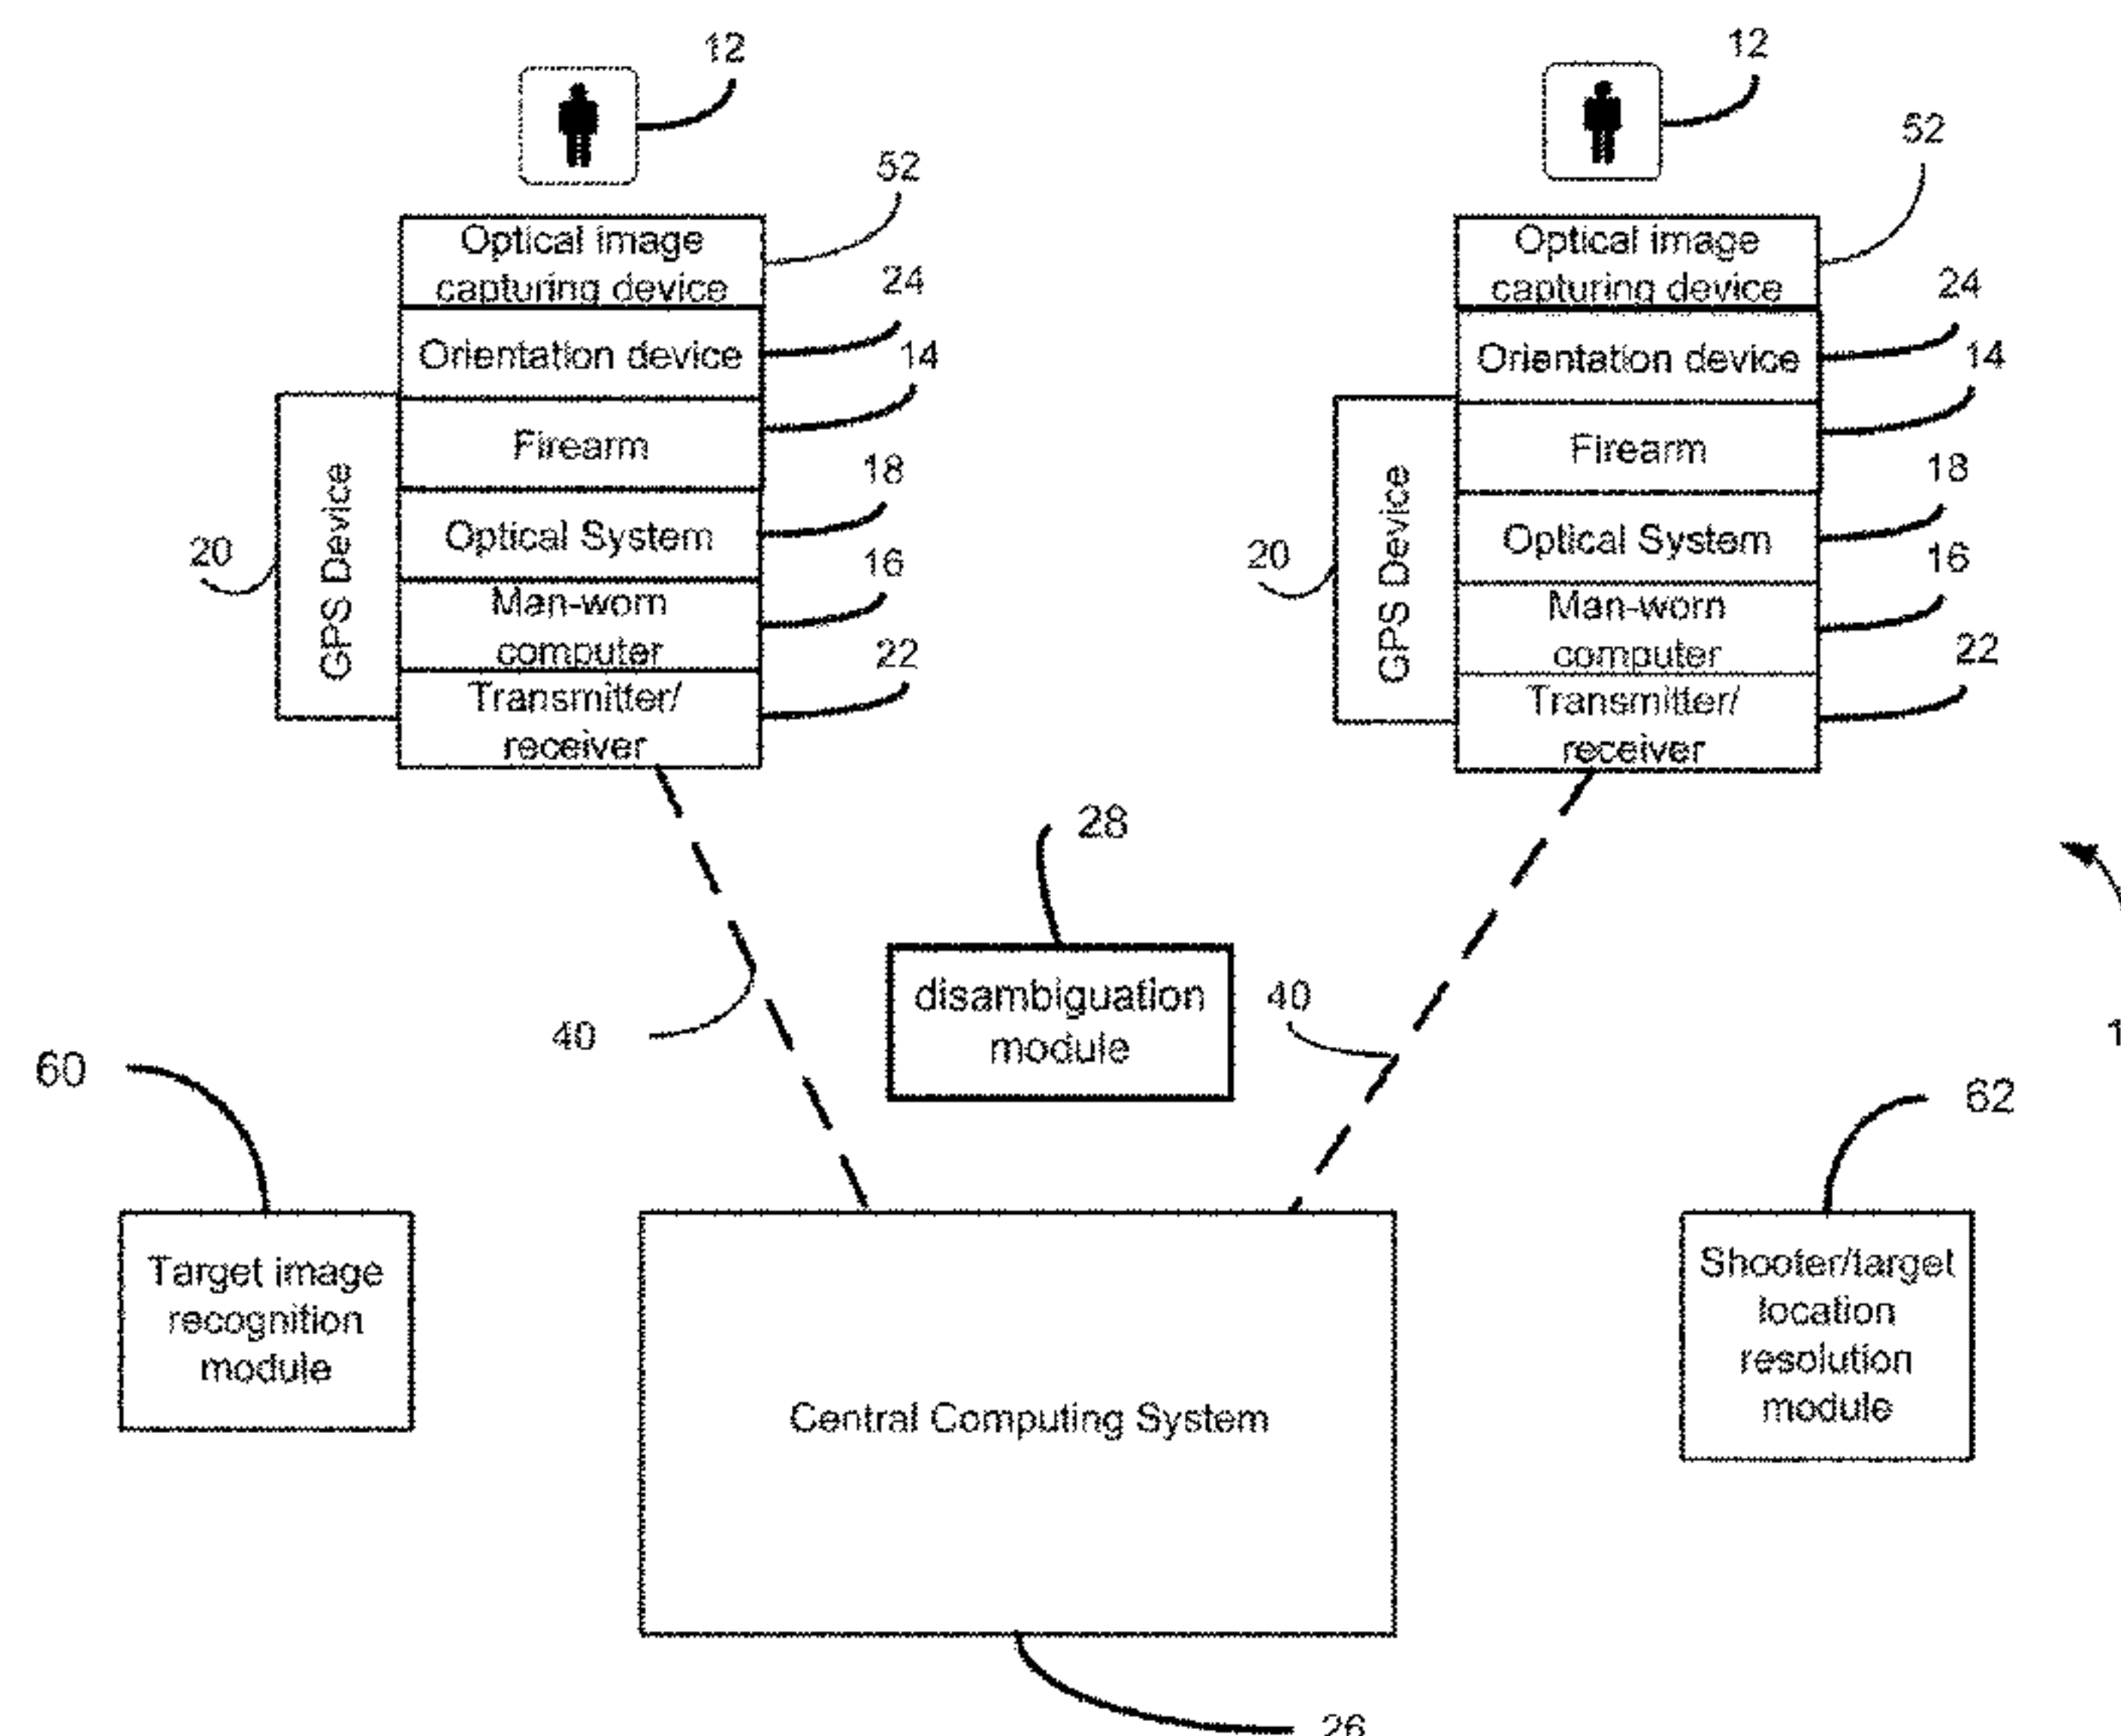 12
12
52
52
Optical image
capturing device
Optical image
capturing device
24
24
Orientation device
Orientation device
14
14
Firearm
Firearm
18
18
GPS Device
GPS Device
Optical System
Optical System
20
20
16
16
Man-worn
computer
Man-worn
computer
22
22
Transmitter/
receiver
Transmitter/
receiver
28
disambiguation
module
40
40
1
60
62
Target image
recognition
module
Shooter/target
location
resolution
module
Central Computing System
26